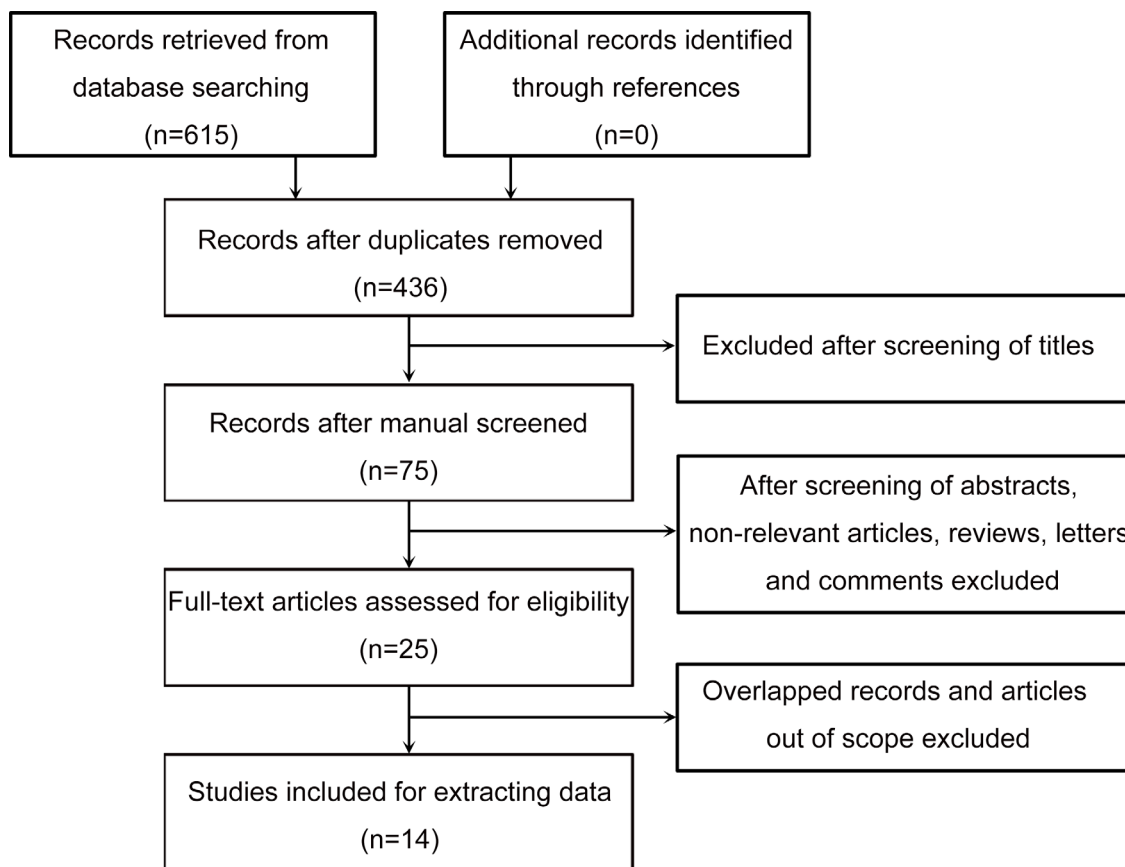 Records retrieved from
database searching
(n=615)
Additional records identified
through references
(n=0)
Records after duplicates removed
(n=436)
Excluded after screening of titles
Records after manual screened
(n=75)
After screening of abstracts,
non-relevant articles, reviews, letters
and comments excluded
Full-text articles assessed for eligibility
(n=25)
Overlapped records and articles
out of scope excluded
Studies included for extracting data
(n=14)